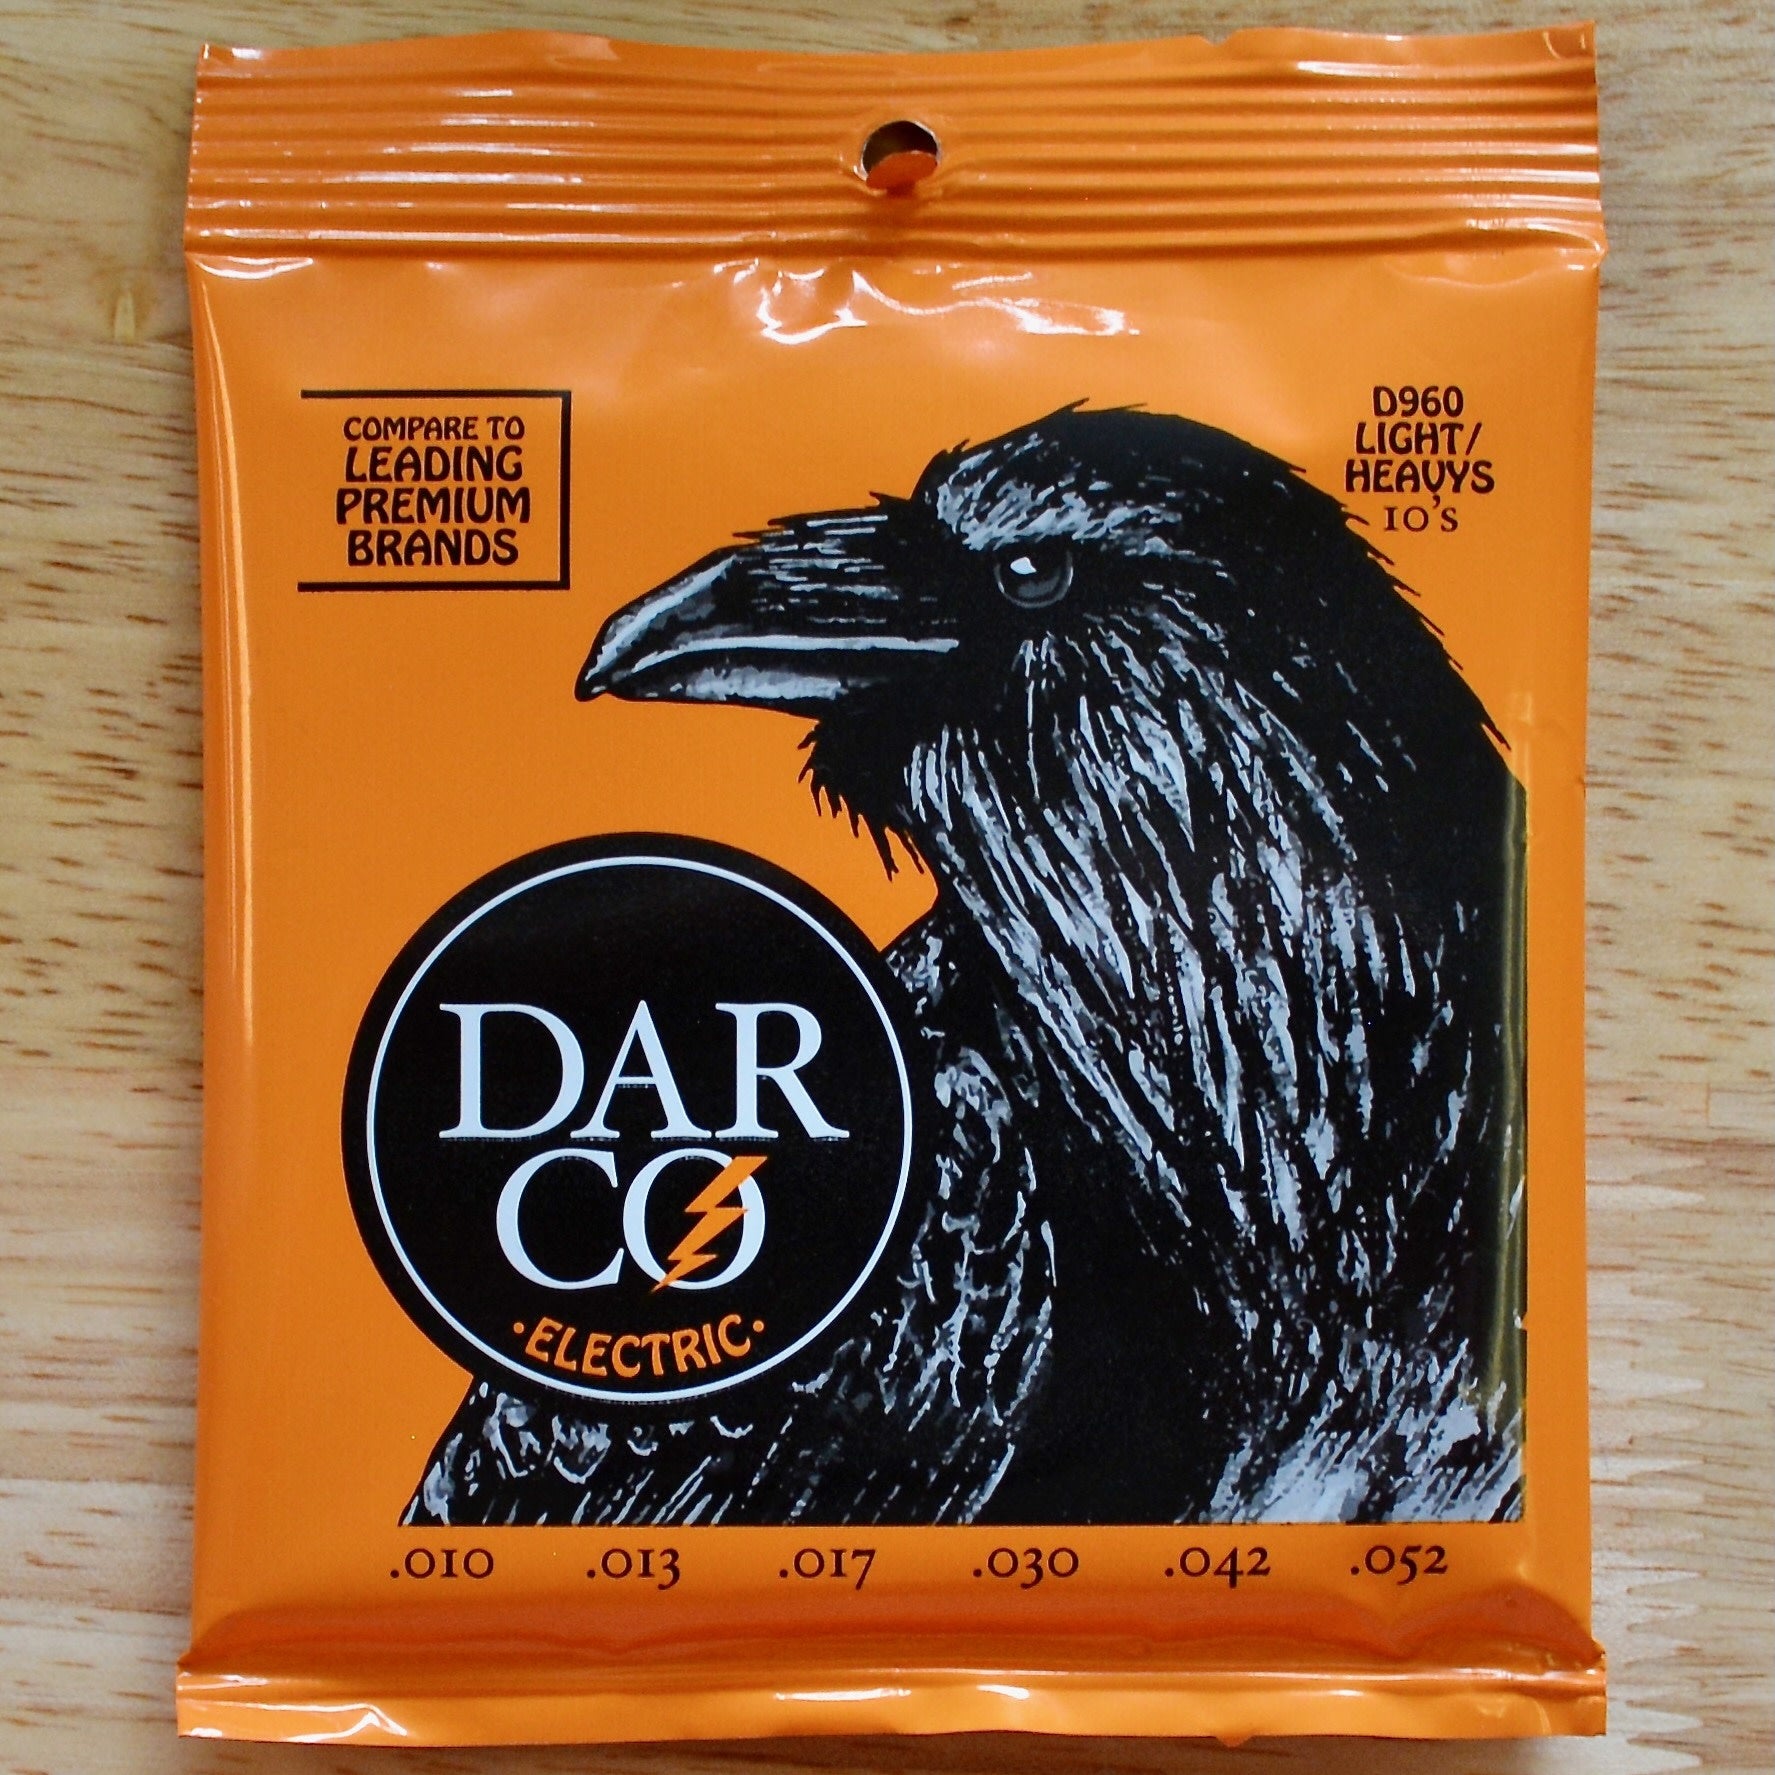 COMPARE TO
LEADING
PREMIUM
BRANDS
D960
LIGHT/
HEAVYS
10's
DAR
CO
·ELECTRIC·
.010 .013 .017 .030 .042 .052